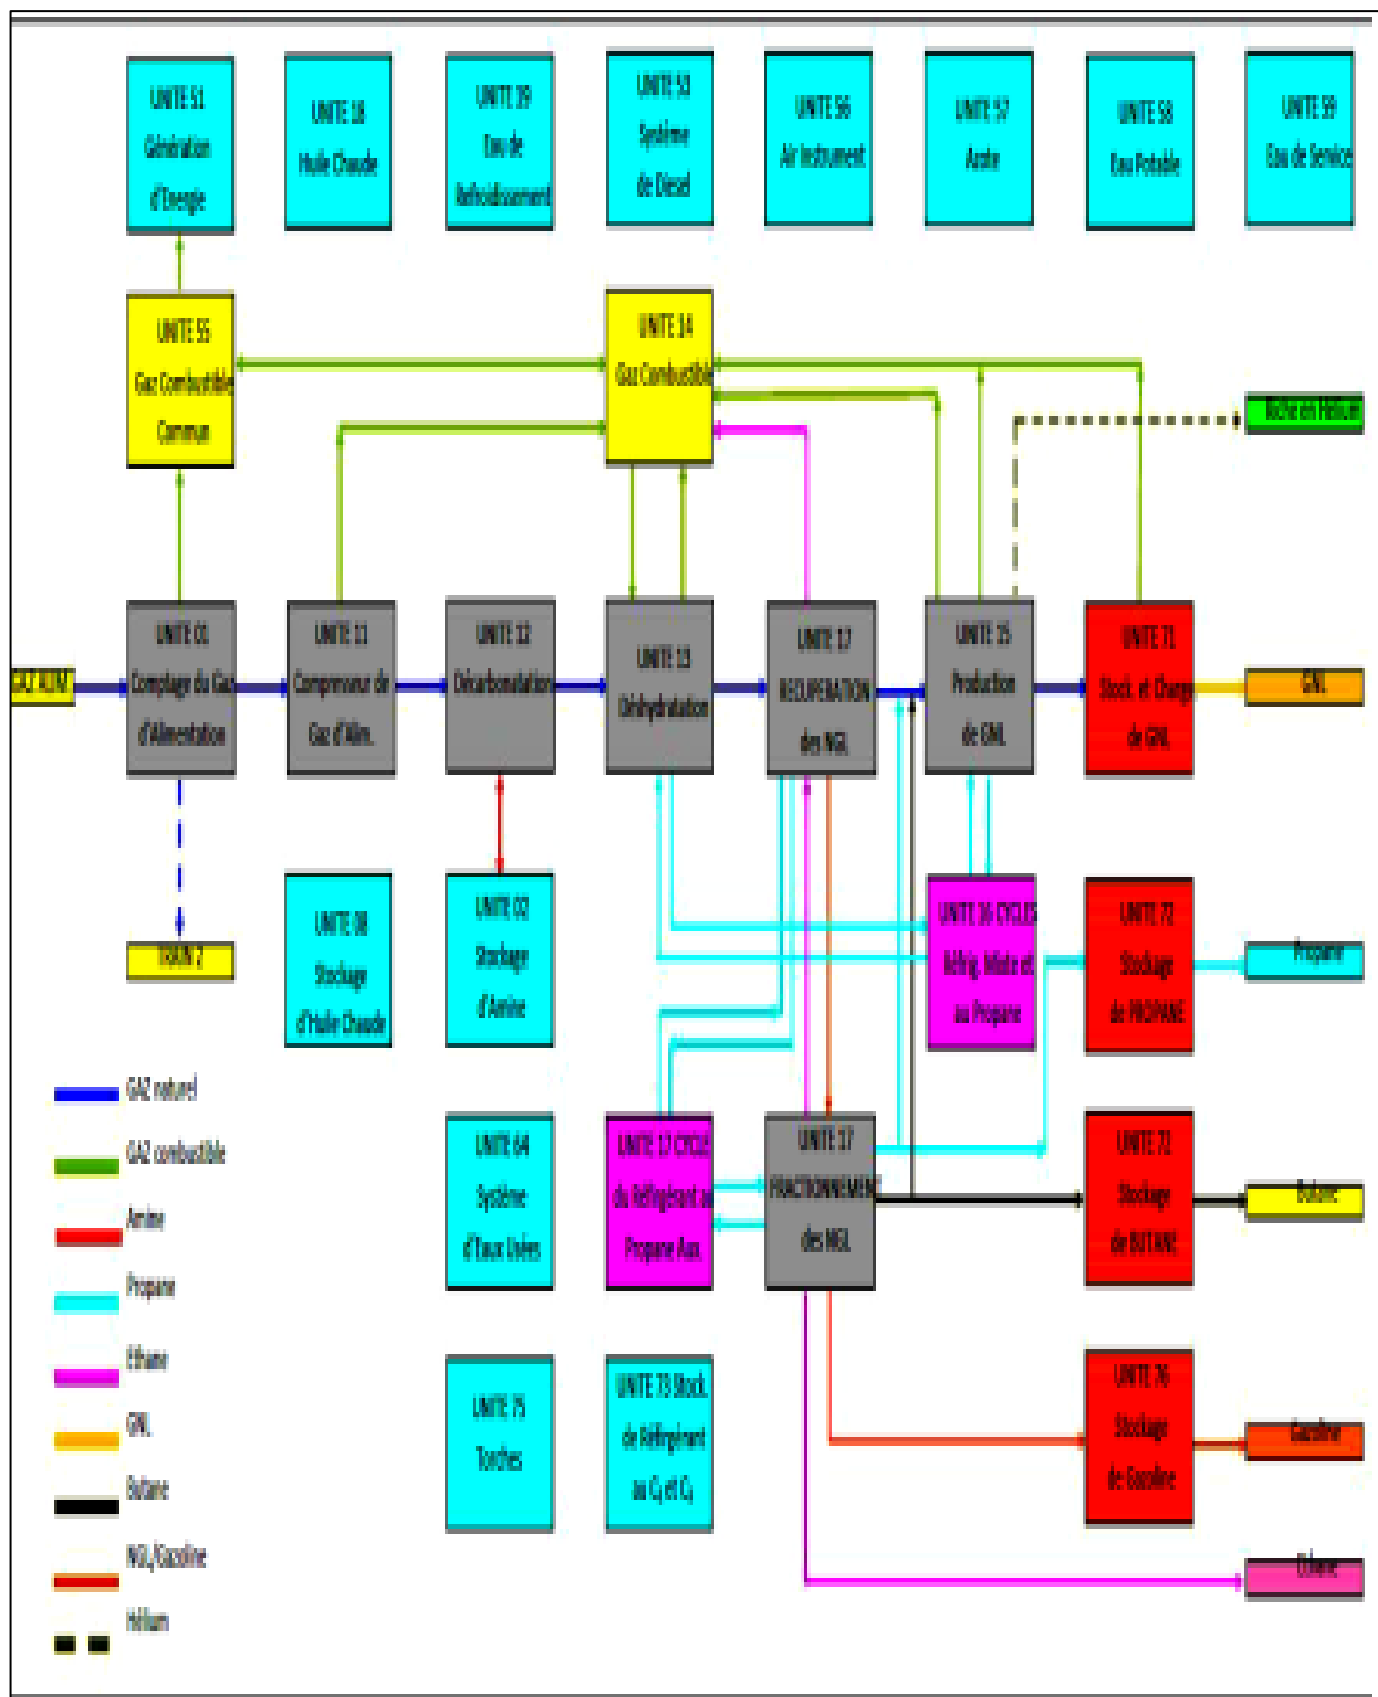 UNITE 51
Génération
d'Energie
UNITE 18
Huile Chaude
UNITE 19
Eau de
Refroidissement
UNITE 53
Système
de Diesel
UNITE 56
Air Instrument
UNITE 57
Azote
UNITE 58
Eau Potable
UNITE 59
Eau de Service
UNITE 55
Gaz Combustible
Commun
UNITE 14
Gaz Combustible
Riche en Hélium
UNITE 01
Comptage du Gaz
d'Alimentation
UNITE 11
Compresseur de
Gaz d'Alim.
UNITE 12
Décarbonatation
UNITE 13
Déshydratation
UNITE 17
RECUPERATION
des NGL
UNITE 15
Production
de GNL
UNITE 71
Stock. et Charge
de GNL
GAZ ALIM.
GNL
TRAIN 2
UNITE 08
Stockage
d'Huile Chaude
UNITE 02
Stockage
d'Amine
UNITE 16 CYCLES
Réfrig. Mixte et
au Propane
UNITE 72
Stockage
de PROPANE
Propane
UNITE 64
Système
d'Eaux Usées
UNITE 17 CYCLE
du Réfrigérant au
Propane Aux.
UNITE 17
FRACTIONNEMENT
des NGL
UNITE 72
Stockage
de BUTANE
Butane
UNITE 75
Torches
UNITE 73 Stock.
de Réfrigérant
au C₂ et C₃
UNITE 76
Stockage
de Gazoline
Gazoline
Ethane
GAZ naturel
GAZ combustible
Amine
Propane
Ethane
GNL
Butane
NGL/Gazoline
Hélium